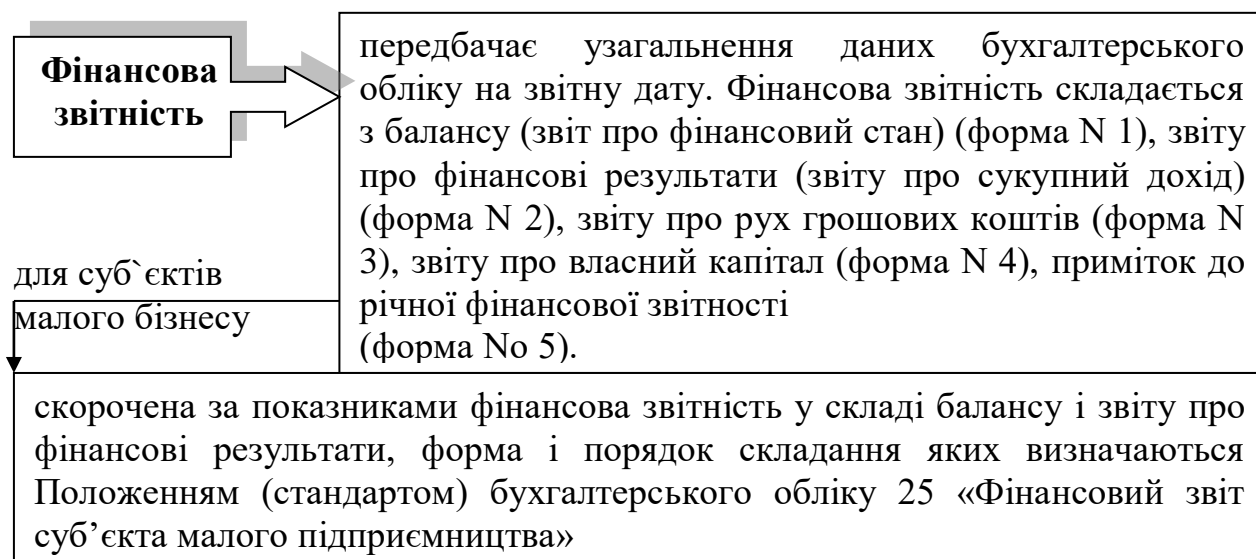 Фінансова
звітність
передбачає узагальнення даних бухгалтерського
обліку на звітну дату. Фінансова звітність складається
з балансу (звіт про фінансовий стан) (форма N 1), звіту
про фінансові результати (звіту про сукупний дохід)
(форма N 2), звіту про рух грошових коштів (форма N
3), звіту про власний капітал (форма N 4), приміток до
річної фінансової звітності
(форма No 5).
для суб`єктів
малого бізнесу
скорочена за показниками фінансова звітність у складі балансу і звіту про
фінансові результати, форма і порядок складання яких визначаються
Положенням (стандартом) бухгалтерського обліку 25 «Фінансовий звіт
суб’єкта малого підприємництва»